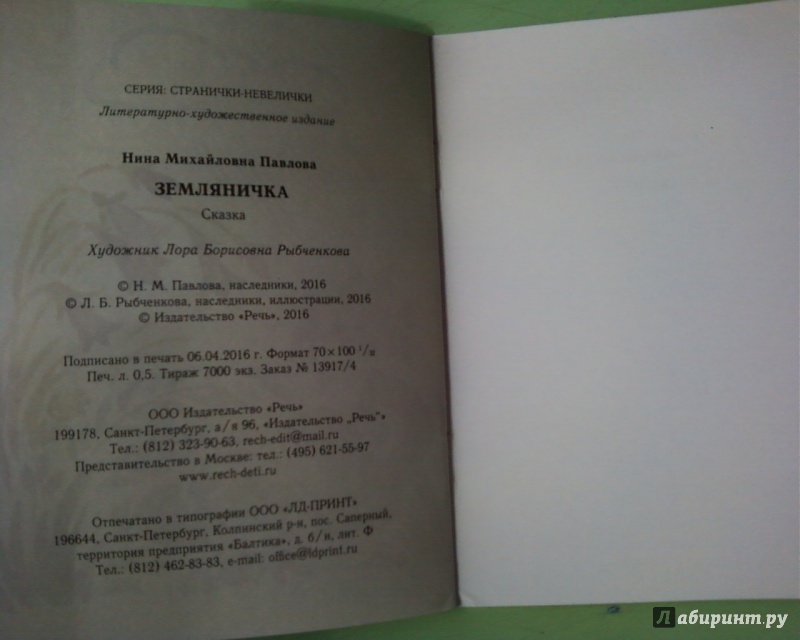 СЕРИЯ: СТРАНИЧКИ-НЕВЕЛИЧКИ
Литературно-художественное издание
Нина Михайловна Павлова
ЗЕМЛЯНИЧКА
Сказка
Художник Лора Борисовна Рыбченкова
© Н. М. Павлова, наследники, 2016
© Л. Б. Рыбченкова, наследники, иллюстрации, 2016
© Издательство «Речь», 2016
Подписано в печать 06.04.2016 г. Формат 70 × 100
Печ. л. 0,5. Тираж 7000 экз. Заказ № 13917/4
ООО Издательство «Речь»
199178, Санкт-Петербург, а/я 96, «Издательство „Речь"»
Тел.: (812) 323-90-63, rech-edit@mail.ru
Представительство в Москве: тел.: (495) 621-55-97
www.rech-deti.ru
Отпечатано в типографии ООО «ЛД-ПРИНТ»
196644, Санкт-Петербург, Колпинский р-н, пос. Саперный,
территория предприятия «Балтика», д. б/н, лит. Ф
Тел.: (812) 462-83-83, e-mail: office@ldprint.ru
Лабиринт.ру